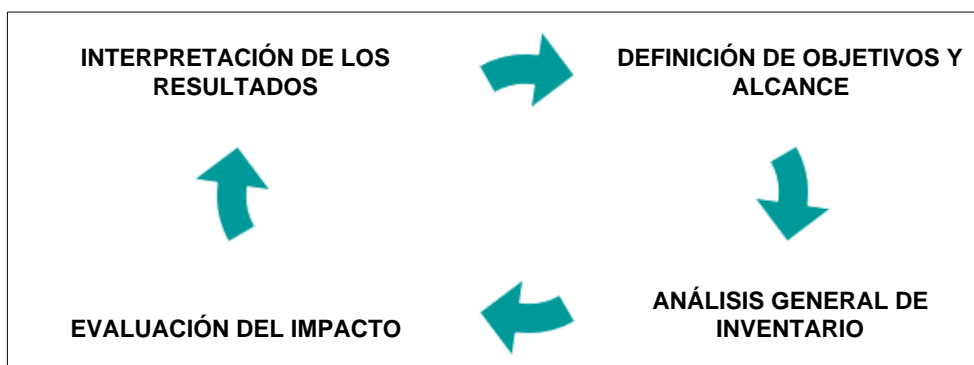 INTERPRETACIÓN DE LOS
RESULTADOS
DEFINICIÓN DE OBJETIVOS Y
ALCANCE
EVALUACIÓN DEL IMPACTO
ANÁLISIS GENERAL DE
INVENTARIO